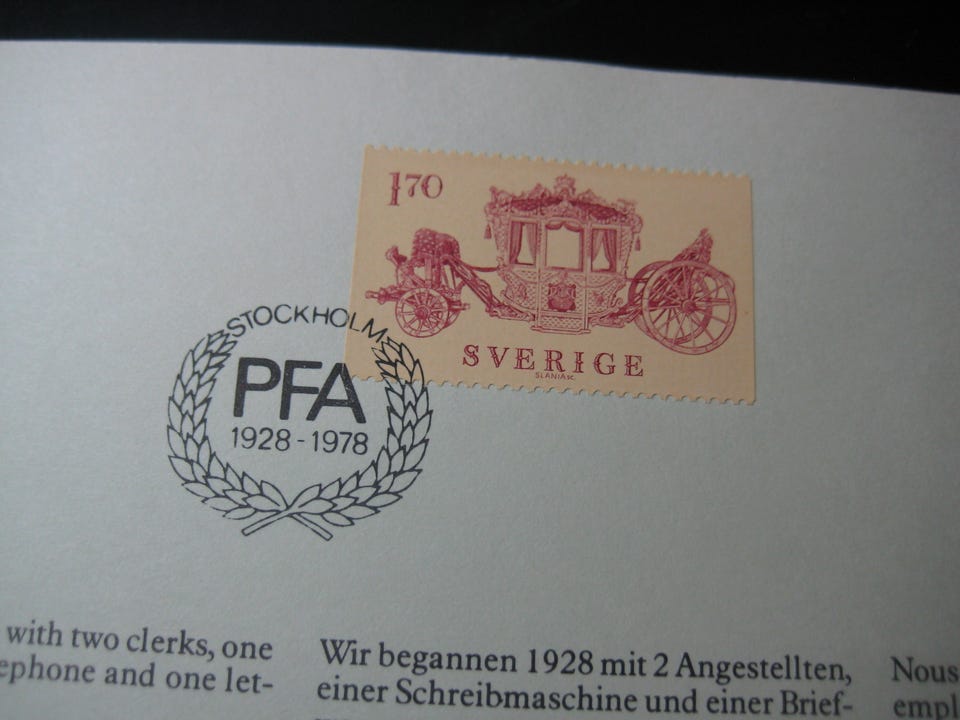 1 70
SVERIGE
SLANIA sc.
STOCKHOLM
PFA
1928 - 1978
with two clerks, one
ephone and one let-
Wir begannen 1928 mit 2 Angestellten,
einer Schreibmaschine und einer Brief-
Nous
empl